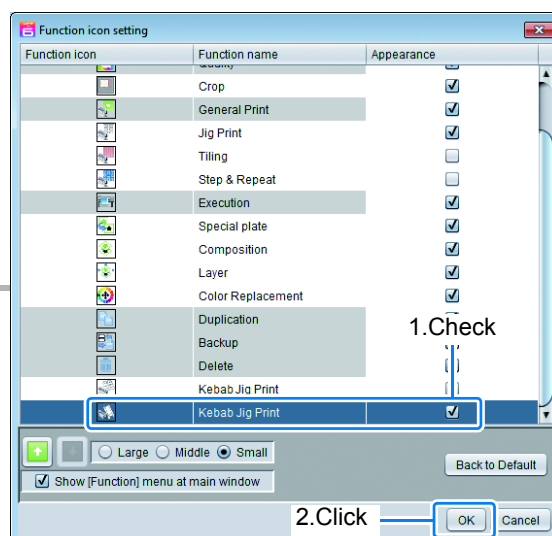 Function icon setting
Function icon Function name Appearance
Quality
Crop
General Print
Jig Print
Tiling
Step & Repeat
Execution
Special plate
Composition
Layer
Color Replacement
Duplication
1.Check
Backup
Delete
Kebab Jig Print
Kebab Jig Print
Large Middle Small
Back to Default
Show [Function] menu at main window
2.Click
OK Cancel